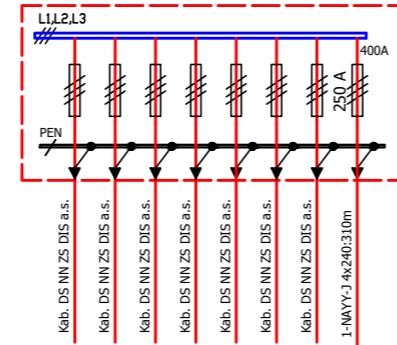 L1,L2,L3
400A
250 A
PEN
Kab. DS NN ZS DIS a.s.
Kab. DS NN ZS DIS a.s.
Kab. DS NN ZS DIS a.s.
Kab. DS NN ZS DIS a.s.
Kab. DS NN ZS DIS a.s.
Kab. DS NN ZS DIS a.s.
Kab. DS NN ZS DIS a.s.
1-NAYY-J 4x240:310m